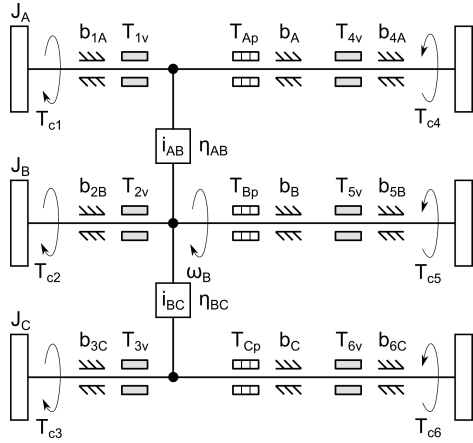 J_A b_1A T_1v T_Ap b_A T_4v b_4A
T_c1 T_c4
i_AB η_AB
J_B b_2B T_2v T_Bp b_B T_5v b_5B
T_c2 ω_B T_c5
i_BC η_BC
J_C b_3C T_3v T_Cp b_C T_6v b_6C
T_c3 T_c6